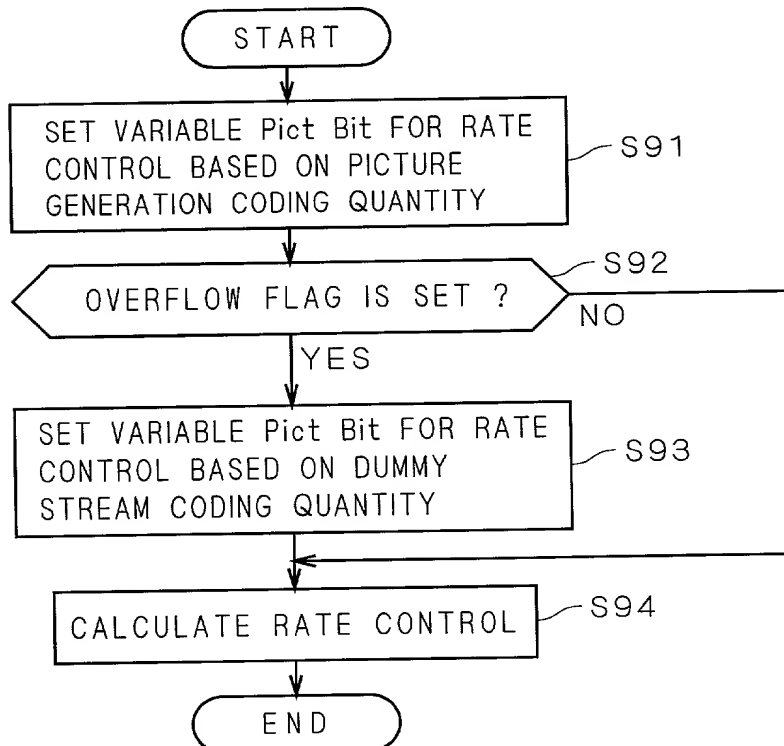 START
SET VARIABLE Pict Bit FOR RATE
CONTROL BASED ON PICTURE
GENERATION CODING QUANTITY
S91
OVERFLOW FLAG IS SET ?
S92
NO
YES
SET VARIABLE Pict Bit FOR RATE
CONTROL BASED ON DUMMY
STREAM CODING QUANTITY
S93
CALCULATE RATE CONTROL
S94
END